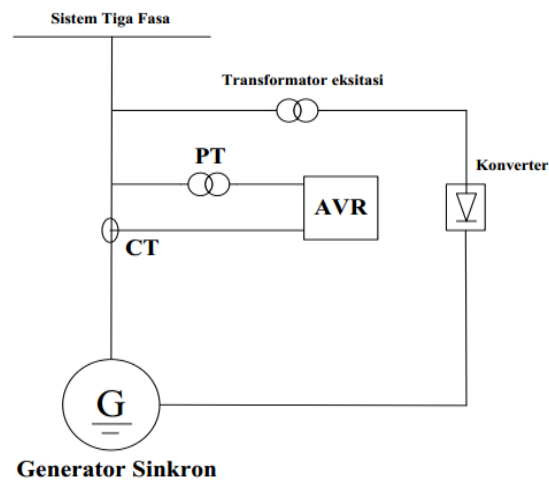 Sistem Tiga Fasa
Transformator eksitasi
PT
Konverter
AVR
CT
G
Generator Sinkron